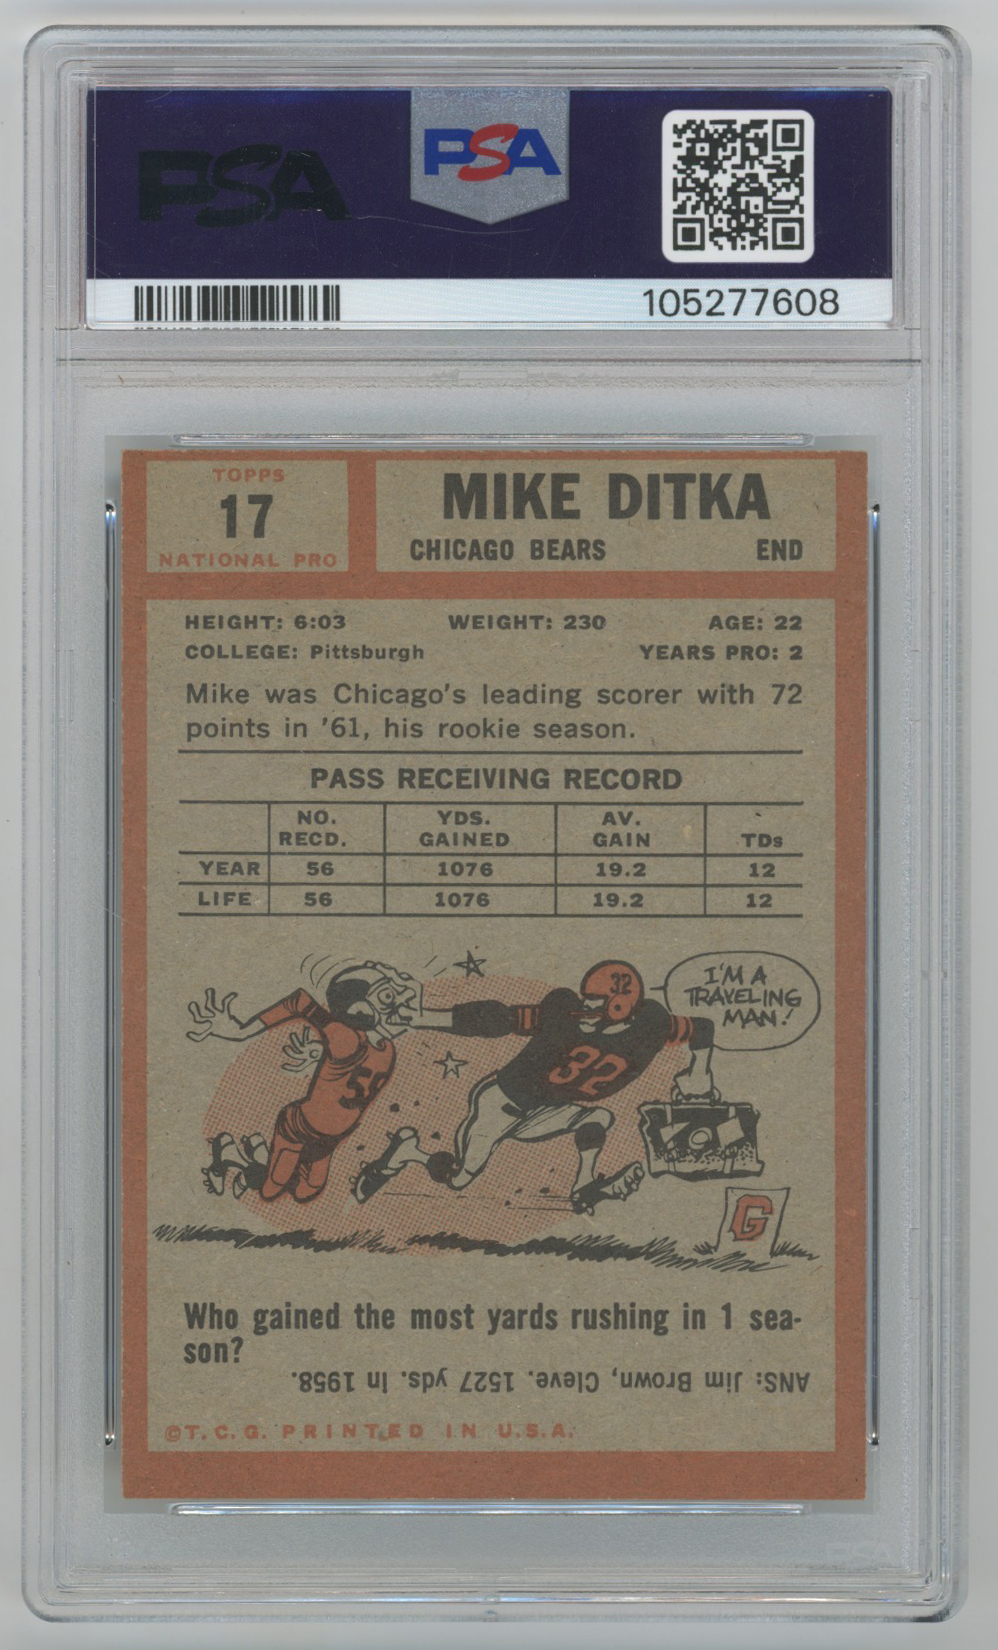 PSA
PSA
105277608
TOPPS
17
NATIONAL PRO
MIKE DITKA
CHICAGO BEARS END
HEIGHT: 6:03 WEIGHT: 230 AGE: 22
COLLEGE: Pittsburgh YEARS PRO: 2
Mike was Chicago's leading scorer with 72
points in '61, his rookie season.
PASS RECEIVING RECORD
NO. YDS. AV.
RECD. GAINED GAIN TDs
YEAR 56 1076 19.2 12
LIFE 56 1076 19.2 12
I'M A
TRAVELING
MAN!
32
32
G
Who gained the most yards rushing in 1 sea-
son?
ANS: Jim Brown, Cleve. 1527 yds. In 1958.
©T.C.G. PRINTED IN U.S.A.